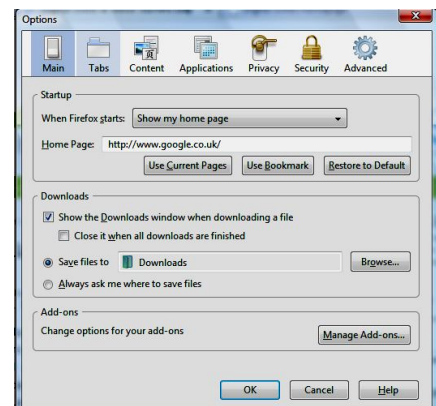 Options
Main Tabs Content Applications Privacy Security Advanced
Startup
When Firefox starts: Show my home page
Home Page: http://www.google.co.uk/
Use Current Pages Use Bookmark Restore to Default
Downloads
Show the Downloads window when downloading a file
Close it when all downloads are finished
Save files to Downloads Browse...
Always ask me where to save files
Add-ons
Change options for your add-ons Manage Add-ons...
OK Cancel Help